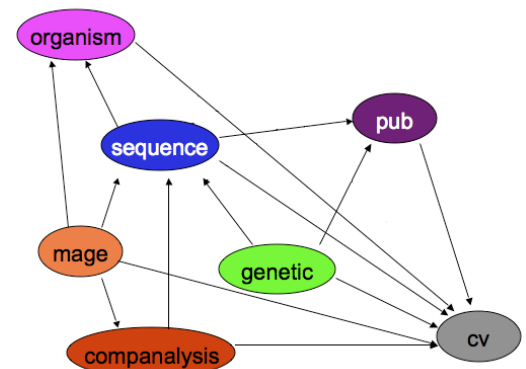 organism
pub
sequence
mage
genetic
cv
companalysis